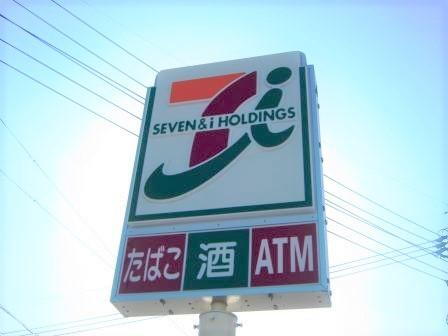 7i
SEVEN & i HOLDINGS
たばこ 酒 ATM